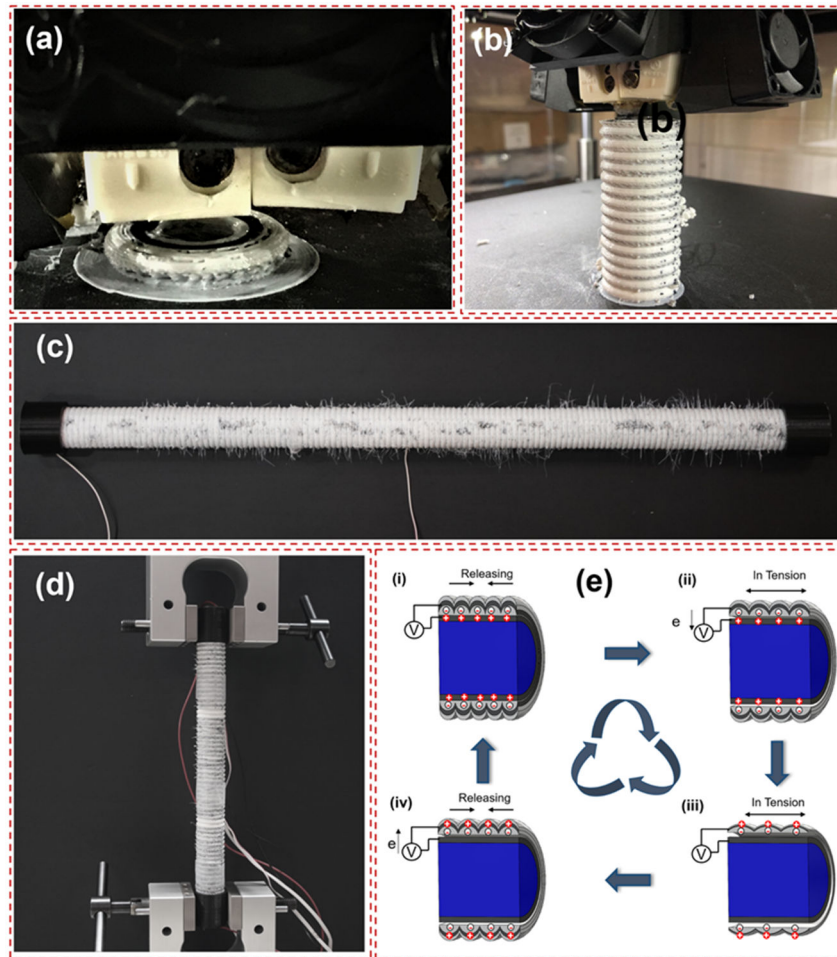 (a)
(b)
(b)
(c)
(d)
(e)
(i)
Releasing
V
(ii)
In Tension
e
V
(iv)
Releasing
e
V
(iii)
In Tension
V